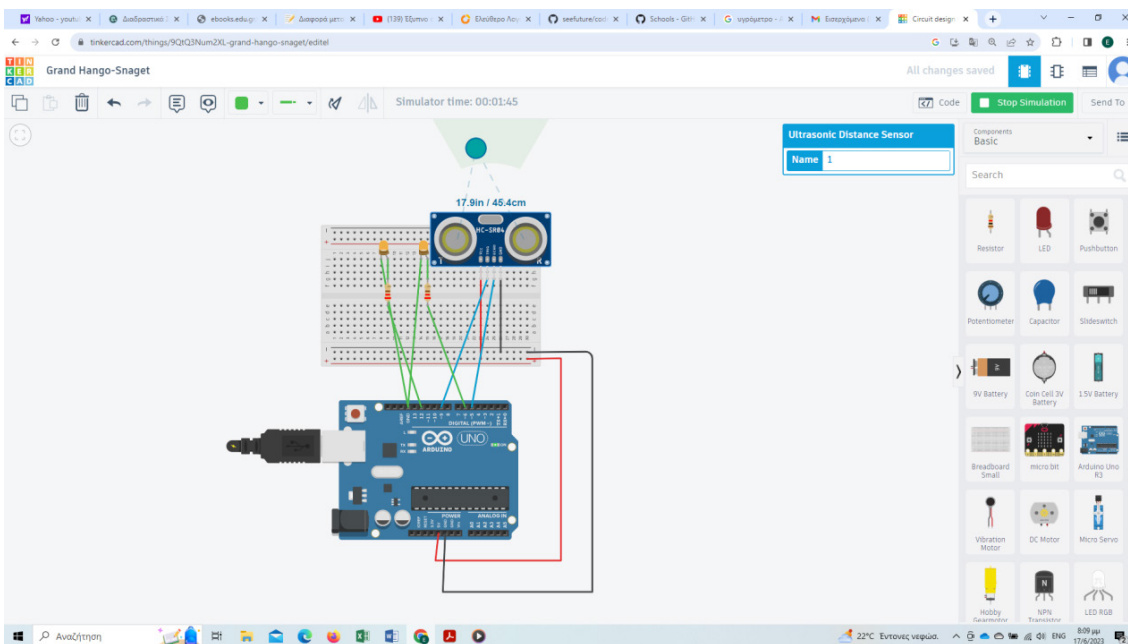 Yahoo - youtu
Διαδραστικό
ebooks.edu.g
Διαφορά μετα
(139) Έξυπνο
Ελεύθερο Λογ
seefuture/cod
Schools - Gith
υγρόμετρο -
Εισερχόμενα
Circuit design
tinkercad.com/things/9QtQ3Num2XL-grand-hango-snaget/editel
TIN
KER
CAD
Grand Hango-Snaget
All changes saved
Simulator time: 00:01:45
Code
Stop Simulation
Send To
Ultrasonic Distance Sensor
Name 1
Components
Basic
Search
17.9in / 45.4cm
HC-SR04
T
R
DIGITAL (PWM ~)
UNO
ARDUINO
POWER
ANALOG IN
Resistor
LED
Pushbutton
Potentiometer
Capacitor
Slideswitch
9V Battery
Coin Cell 3V
Battery
1.5V Battery
Breadboard
Small
micro:bit
Arduino Uno
R3
Vibration
Motor
DC Motor
Micro Servo
Hobby
Gearmotor
NPN
Transistor
LED RGB
Αναζήτηση
22°C Έντονες νεφώσ.
ENG
8:09 μμ
17/6/2023